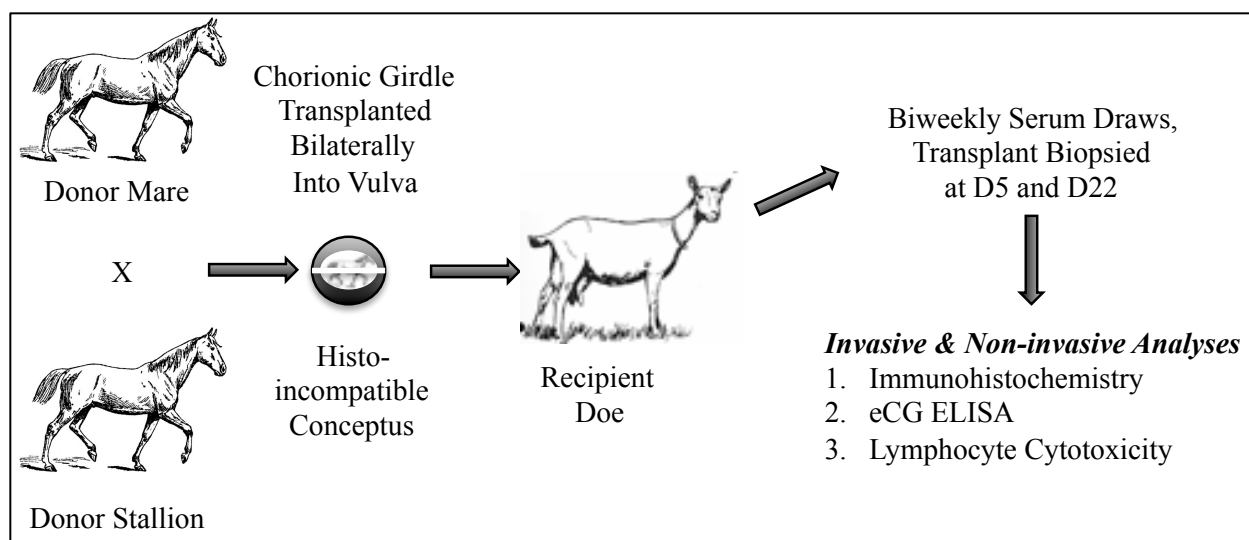 Donor Mare
X
Donor Stallion
Chorionic Girdle
Transplanted
Bilaterally
Into Vulva
Histo-
incompatible
Conceptus
Recipient
Doe
Biweekly Serum Draws,
Transplant Biopsied
at D5 and D22
Invasive & Non-invasive Analyses
1. Immunohistochemistry
2. eCG ELISA
3. Lymphocyte Cytotoxicity